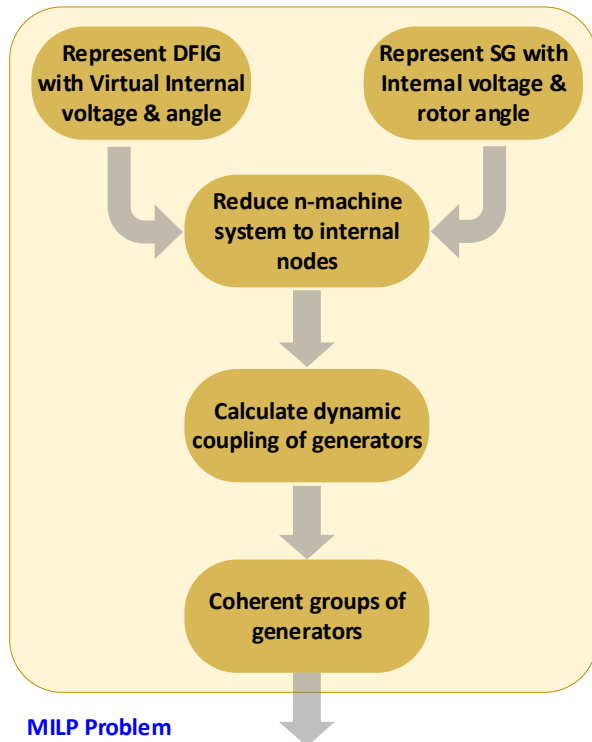 Represent DFIG
with Virtual Internal
voltage & angle
Represent SG with
Internal voltage &
rotor angle
Reduce n-machine
system to internal
nodes
Calculate dynamic
coupling of generators
Coherent groups of
generators
MILP Problem